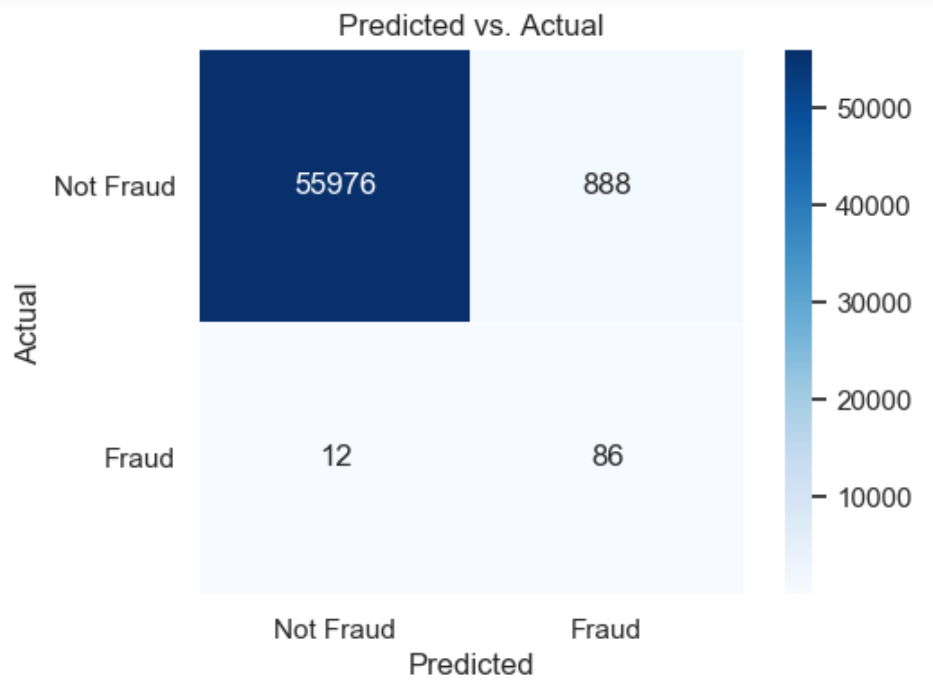 Predicted vs. Actual
50000
Not Fraud 55976 888
40000
30000
Actual
20000
Fraud 12 86
10000
Not Fraud Fraud
Predicted